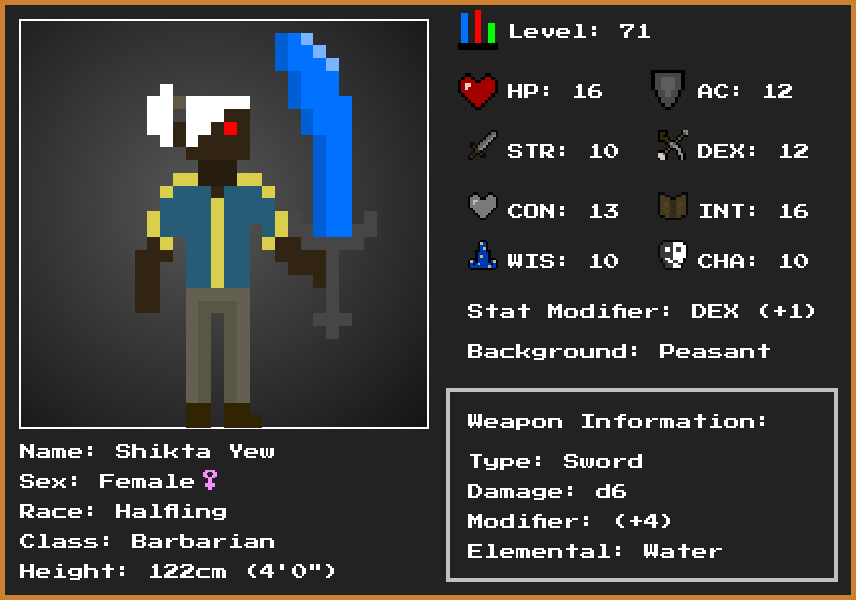 Level: 71
HP: 16
AC: 12
STR: 10
DEX: 12
CON: 13
INT: 16
WIS: 10
CHA: 10
Stat Modifier: DEX (+1)
Background: Peasant
Weapon Information:
Type: Sword
Damage: d6
Modifier: (+4)
Elemental: Water
Name: Shikta Yew
Sex: Female♀
Race: Halfling
Class: Barbarian
Height: 122cm (4'0")